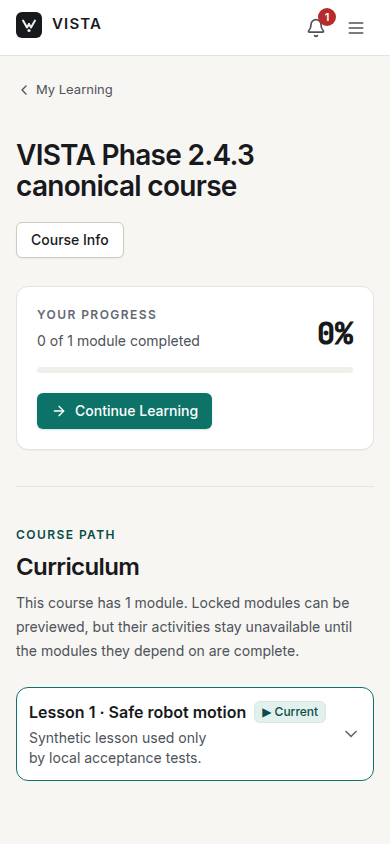 VISTA
1
My Learning
VISTA Phase 2.4.3
canonical course
Course Info
YOUR PROGRESS
0 of 1 module completed
0%
Continue Learning
COURSE PATH
Curriculum
This course has 1 module. Locked modules can be
previewed, but their activities stay unavailable until
the modules they depend on are complete.
Lesson 1 · Safe robot motion
▶ Current
Synthetic lesson used only
by local acceptance tests.